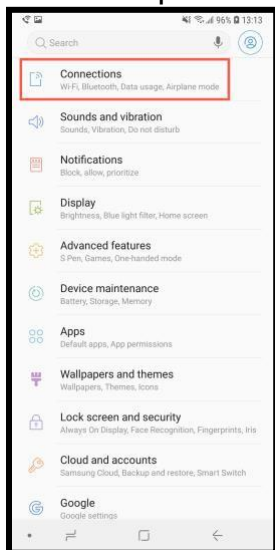 96% 13:13
Search
Connections
Wi-Fi, Bluetooth, Data usage, Airplane mode
Sounds and vibration
Sounds, Vibration, Do not disturb
Notifications
Block, allow, prioritize
Display
Brightness, Blue light filter, Home screen
Advanced features
S Pen, Games, One-handed mode
Device maintenance
Battery, Storage, Memory
Apps
Default apps, App permissions
Wallpapers and themes
Wallpapers, Themes, Icons
Lock screen and security
Always On Display, Face Recognition, Fingerprints, Iris
Cloud and accounts
Samsung Cloud, Backup and restore, Smart Switch
Google
Google settings